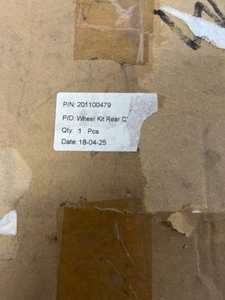 P/N: 201100479
P/D: Wheel Kit Rear
Qty: 1 Pcs
Date: 18-04-25